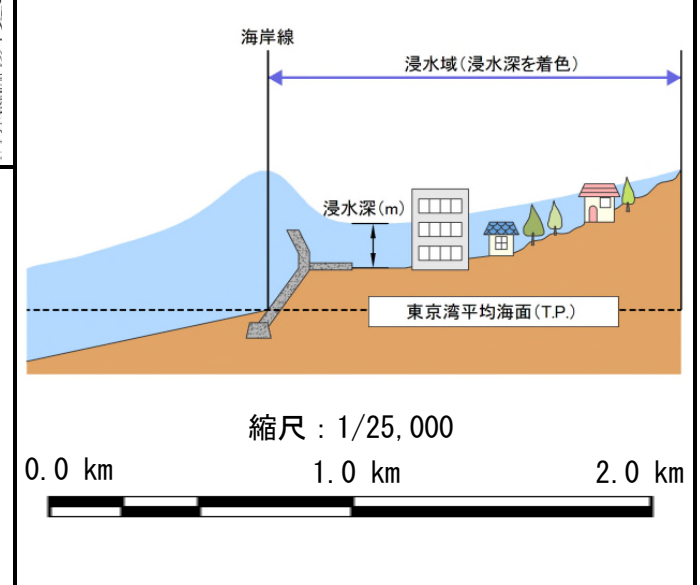 海岸線
浸水域(浸水深を着色)
浸水深(m)
東京湾平均海面(T.P.)
縮尺：1/25,000
0.0 km 1.0 km 2.0 km